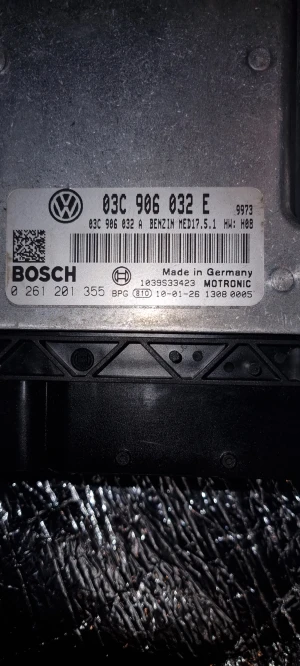 03C 906 032 E 9973
03C 906 032 A BENZIN MED17.5.1 HW: H08
BOSCH Made in Germany
1039S33423 MOTRONIC
0 261 201 355 BPG 810 10-01-26 1308 0005